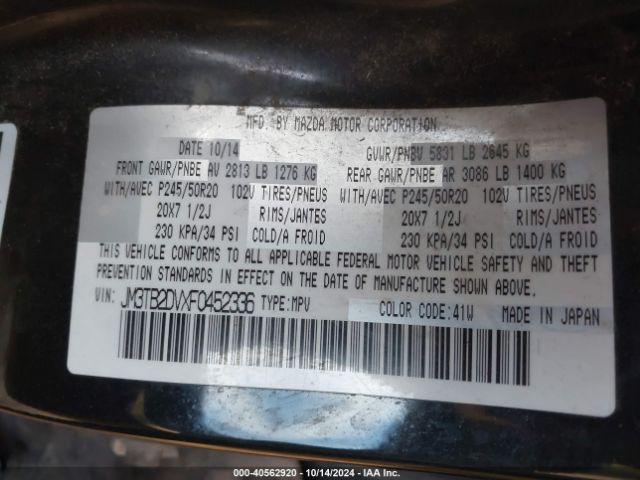 MFD. BY MAZDA MOTOR CORPORATION
DATE 10/14 GVWR/PNBV 5831 LB 2645 KG
FRONT GAWR/PNBE AV 2813 LB 1276 KG REAR GAWR/PNBE AR 3086 LB 1400 KG
WITH/AVEC P245/50R20 102V TIRES/PNEUS WITH/AVEC P245/50R20 102V TIRES/PNEUS
20X7 1/2J RIMS/JANTES 20X7 1/2J RIMS/JANTES
230 KPA/34 PSI COLD/A FROID 230 KPA/34 PSI COLD/A FROID
THIS VEHICLE CONFORMS TO ALL APPLICABLE FEDERAL MOTOR VEHICLE SAFETY AND THEFT
PREVENTION STANDARDS IN EFFECT ON THE DATE OF MANUFACTURE SHOWN ABOVE.
VIN: JM3TB2DVXF0452336 TYPE:MPV COLOR CODE:41W MADE IN JAPAN
000-40562920 - 10/14/2024 - IAA Inc.